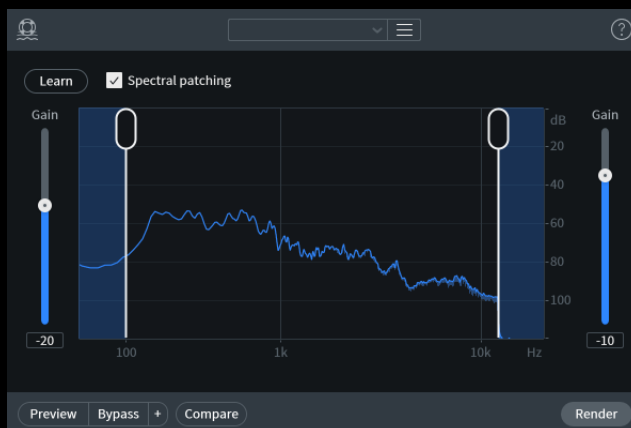 ?
Learn
Spectral patching
Gain
Gain
dB
-20
-40
-60
-80
-100
-20
100
1k
10k
Hz
-10
Preview
Bypass
+
Compare
Render